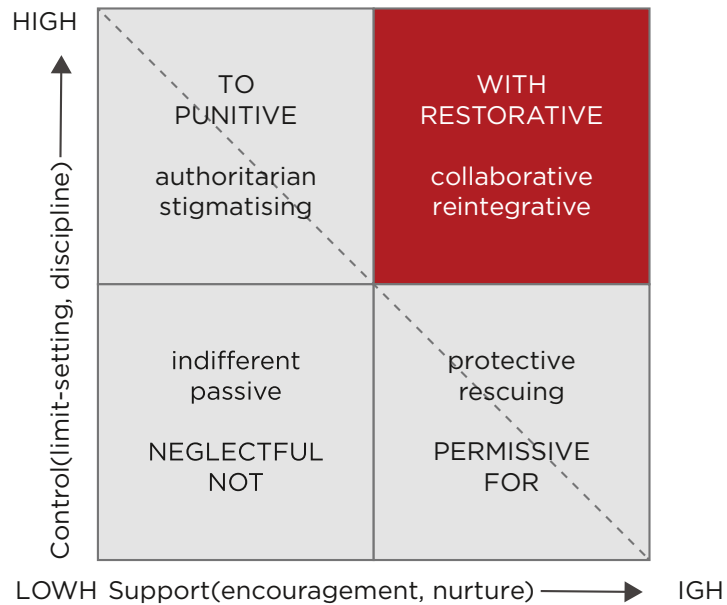 HIGH
TO
PUNITIVE
authoritarian
stigmatising
WITH
RESTORATIVE
collaborative
reintegrative
Control(limit-setting, discipline)
indifferent
passive
NEGLECTFUL
NOT
protective
rescuing
PERMISSIVE
FOR
LOWH Support(encouragement, nurture) IGH